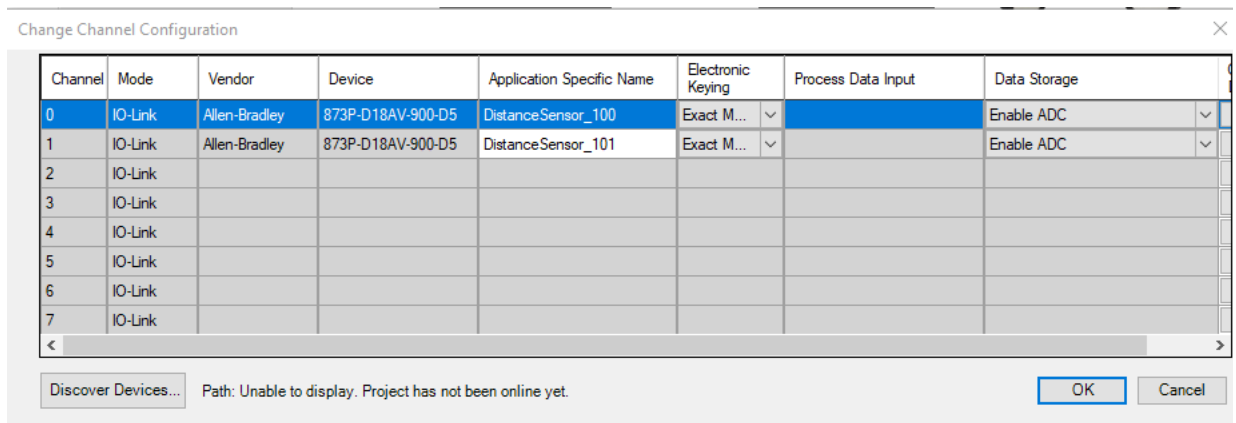 Change Channel Configuration
Channel Mode Vendor Device Application Specific Name Electronic Keying Process Data Input Data Storage
0 IO-Link Allen-Bradley 873P-D18AV-900-D5 DistanceSensor_100 Exact M... Enable ADC
1 IO-Link Allen-Bradley 873P-D18AV-900-D5 DistanceSensor_101 Exact M... Enable ADC
2 IO-Link
3 IO-Link
4 IO-Link
5 IO-Link
6 IO-Link
7 IO-Link
Discover Devices... Path: Unable to display. Project has not been online yet. OK Cancel